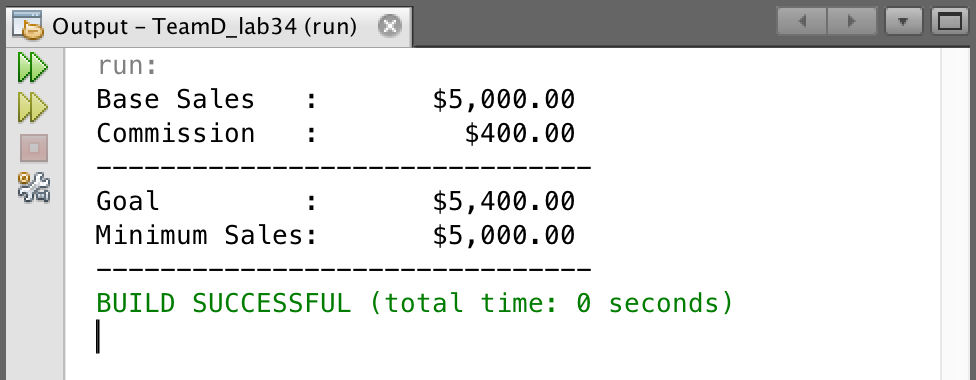 Output – TeamD_lab34 (run)
run:
Base Sales   :       $5,000.00
Commission   :         $400.00
-------------------------------
Goal         :       $5,400.00
Minimum Sales:       $5,000.00
-------------------------------
BUILD SUCCESSFUL (total time: 0 seconds)